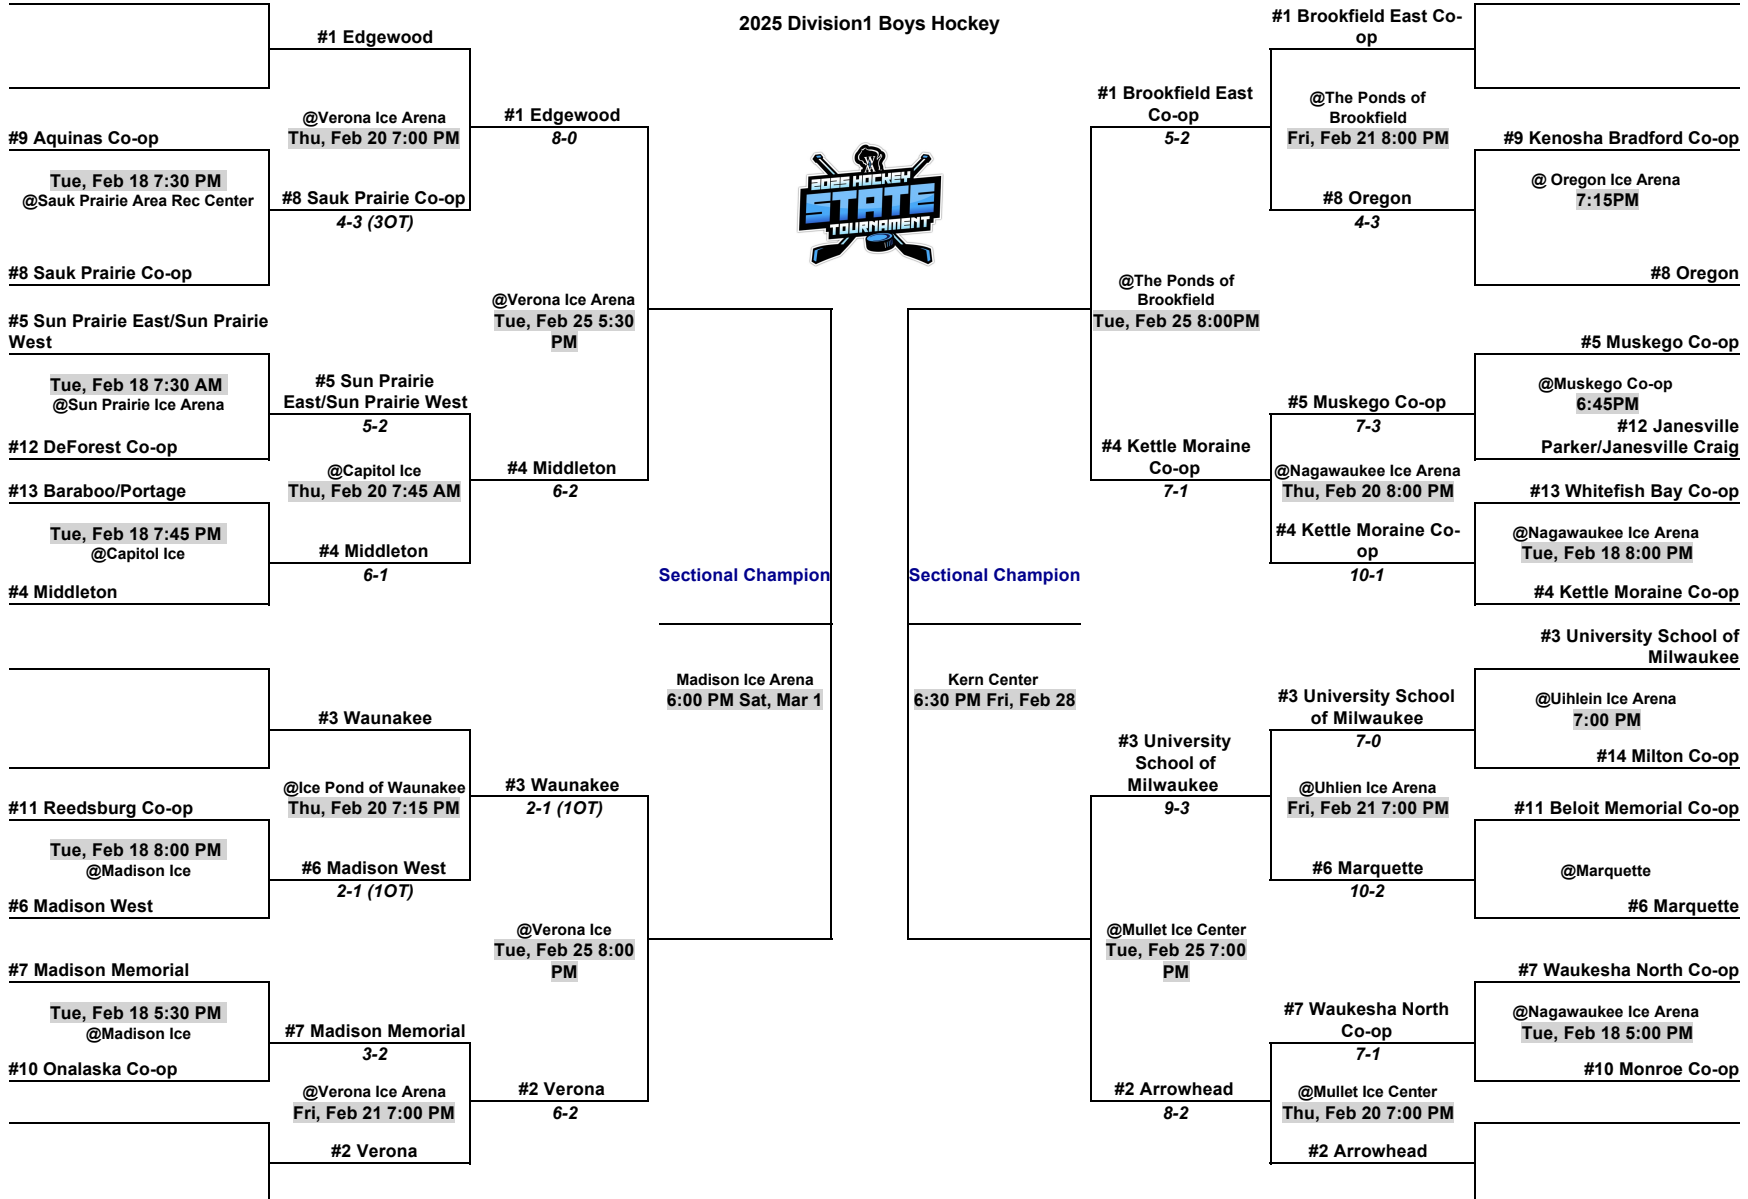 2025 Division1 Boys Hockey
#1 Edgewood
@Verona Ice Arena
Thu, Feb 20 7:00 PM
#9 Aquinas Co-op
Tue, Feb 18 7:30 PM
@Sauk Prairie Area Rec Center
#8 Sauk Prairie Co-op
4-3 (3OT)
#8 Sauk Prairie Co-op
#1 Edgewood
8-0
#5 Sun Prairie East/Sun Prairie
West
Tue, Feb 18 7:30 AM
@Sun Prairie Ice Arena
#12 DeForest Co-op
#5 Sun Prairie
East/Sun Prairie West
5-2
@Capitol Ice
Thu, Feb 20 7:45 AM
#13 Baraboo/Portage
Tue, Feb 18 7:45 PM
@Capitol Ice
#4 Middleton
#4 Middleton
6-1
#4 Middleton
6-2
@Verona Ice Arena
Tue, Feb 25 5:30
PM
#3 Waunakee
@Ice Pond of Waunakee
Thu, Feb 20 7:15 PM
#11 Reedsburg Co-op
Tue, Feb 18 8:00 PM
@Madison Ice
#6 Madison West
#6 Madison West
2-1 (1OT)
#3 Waunakee
2-1 (1OT)
@Verona Ice
Tue, Feb 25 8:00
PM
#7 Madison Memorial
Tue, Feb 18 5:30 PM
@Madison Ice
#10 Onalaska Co-op
#7 Madison Memorial
3-2
@Verona Ice Arena
Fri, Feb 21 7:00 PM
#2 Verona
#2 Verona
6-2
Sectional Champion
Madison Ice Arena
6:00 PM Sat, Mar 1
2025 HOCKEY
STATE
TOURNAMENT
Sectional Champion
Kern Center
6:30 PM Fri, Feb 28
#1 Brookfield East
Co-op
5-2
#1 Brookfield East Co-
op
@The Ponds of
Brookfield
Fri, Feb 21 8:00 PM
#8 Oregon
4-3
#9 Kenosha Bradford Co-op
@ Oregon Ice Arena
7:15PM
#8 Oregon
@The Ponds of
Brookfield
Tue, Feb 25 8:00PM
#4 Kettle Moraine
Co-op
7-1
#5 Muskego Co-op
7-3
@Nagawaukee Ice Arena
Thu, Feb 20 8:00 PM
#4 Kettle Moraine Co-
op
10-1
#5 Muskego Co-op
@Muskego Co-op
6:45PM
#12 Janesville
Parker/Janesville Craig
#13 Whitefish Bay Co-op
@Nagawaukee Ice Arena
Tue, Feb 18 8:00 PM
#4 Kettle Moraine Co-op
#3 University
School of
Milwaukee
9-3
#3 University School
of Milwaukee
7-0
@Uhlien Ice Arena
Fri, Feb 21 7:00 PM
#6 Marquette
10-2
#3 University School of
Milwaukee
@Uihlein Ice Arena
7:00 PM
#14 Milton Co-op
#11 Beloit Memorial Co-op
@Marquette
#6 Marquette
@Mullet Ice Center
Tue, Feb 25 7:00
PM
#2 Arrowhead
8-2
#7 Waukesha North
Co-op
7-1
@Mullet Ice Center
Thu, Feb 20 7:00 PM
#2 Arrowhead
#7 Waukesha North Co-op
@Nagawaukee Ice Arena
Tue, Feb 18 5:00 PM
#10 Monroe Co-op